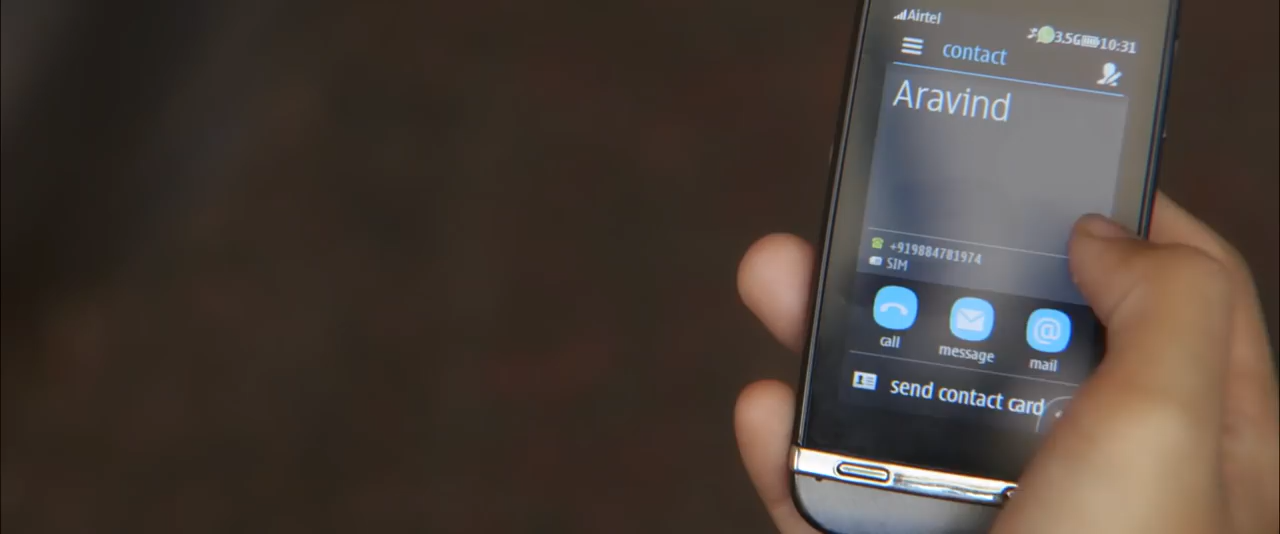 Airtel
3.5G 10:31
contact
Aravind
+919884781974
SIM
call
message
mail
send contact card